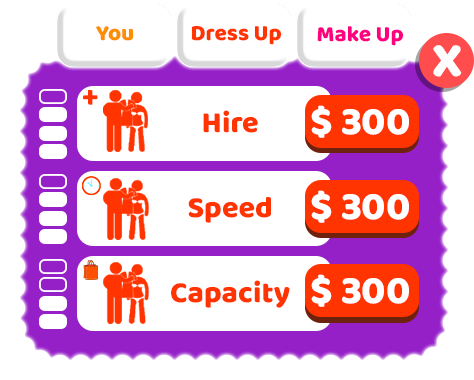 You
Dress Up
Make Up
X
Hire
$ 300
Speed
$ 300
Capacity
$ 300